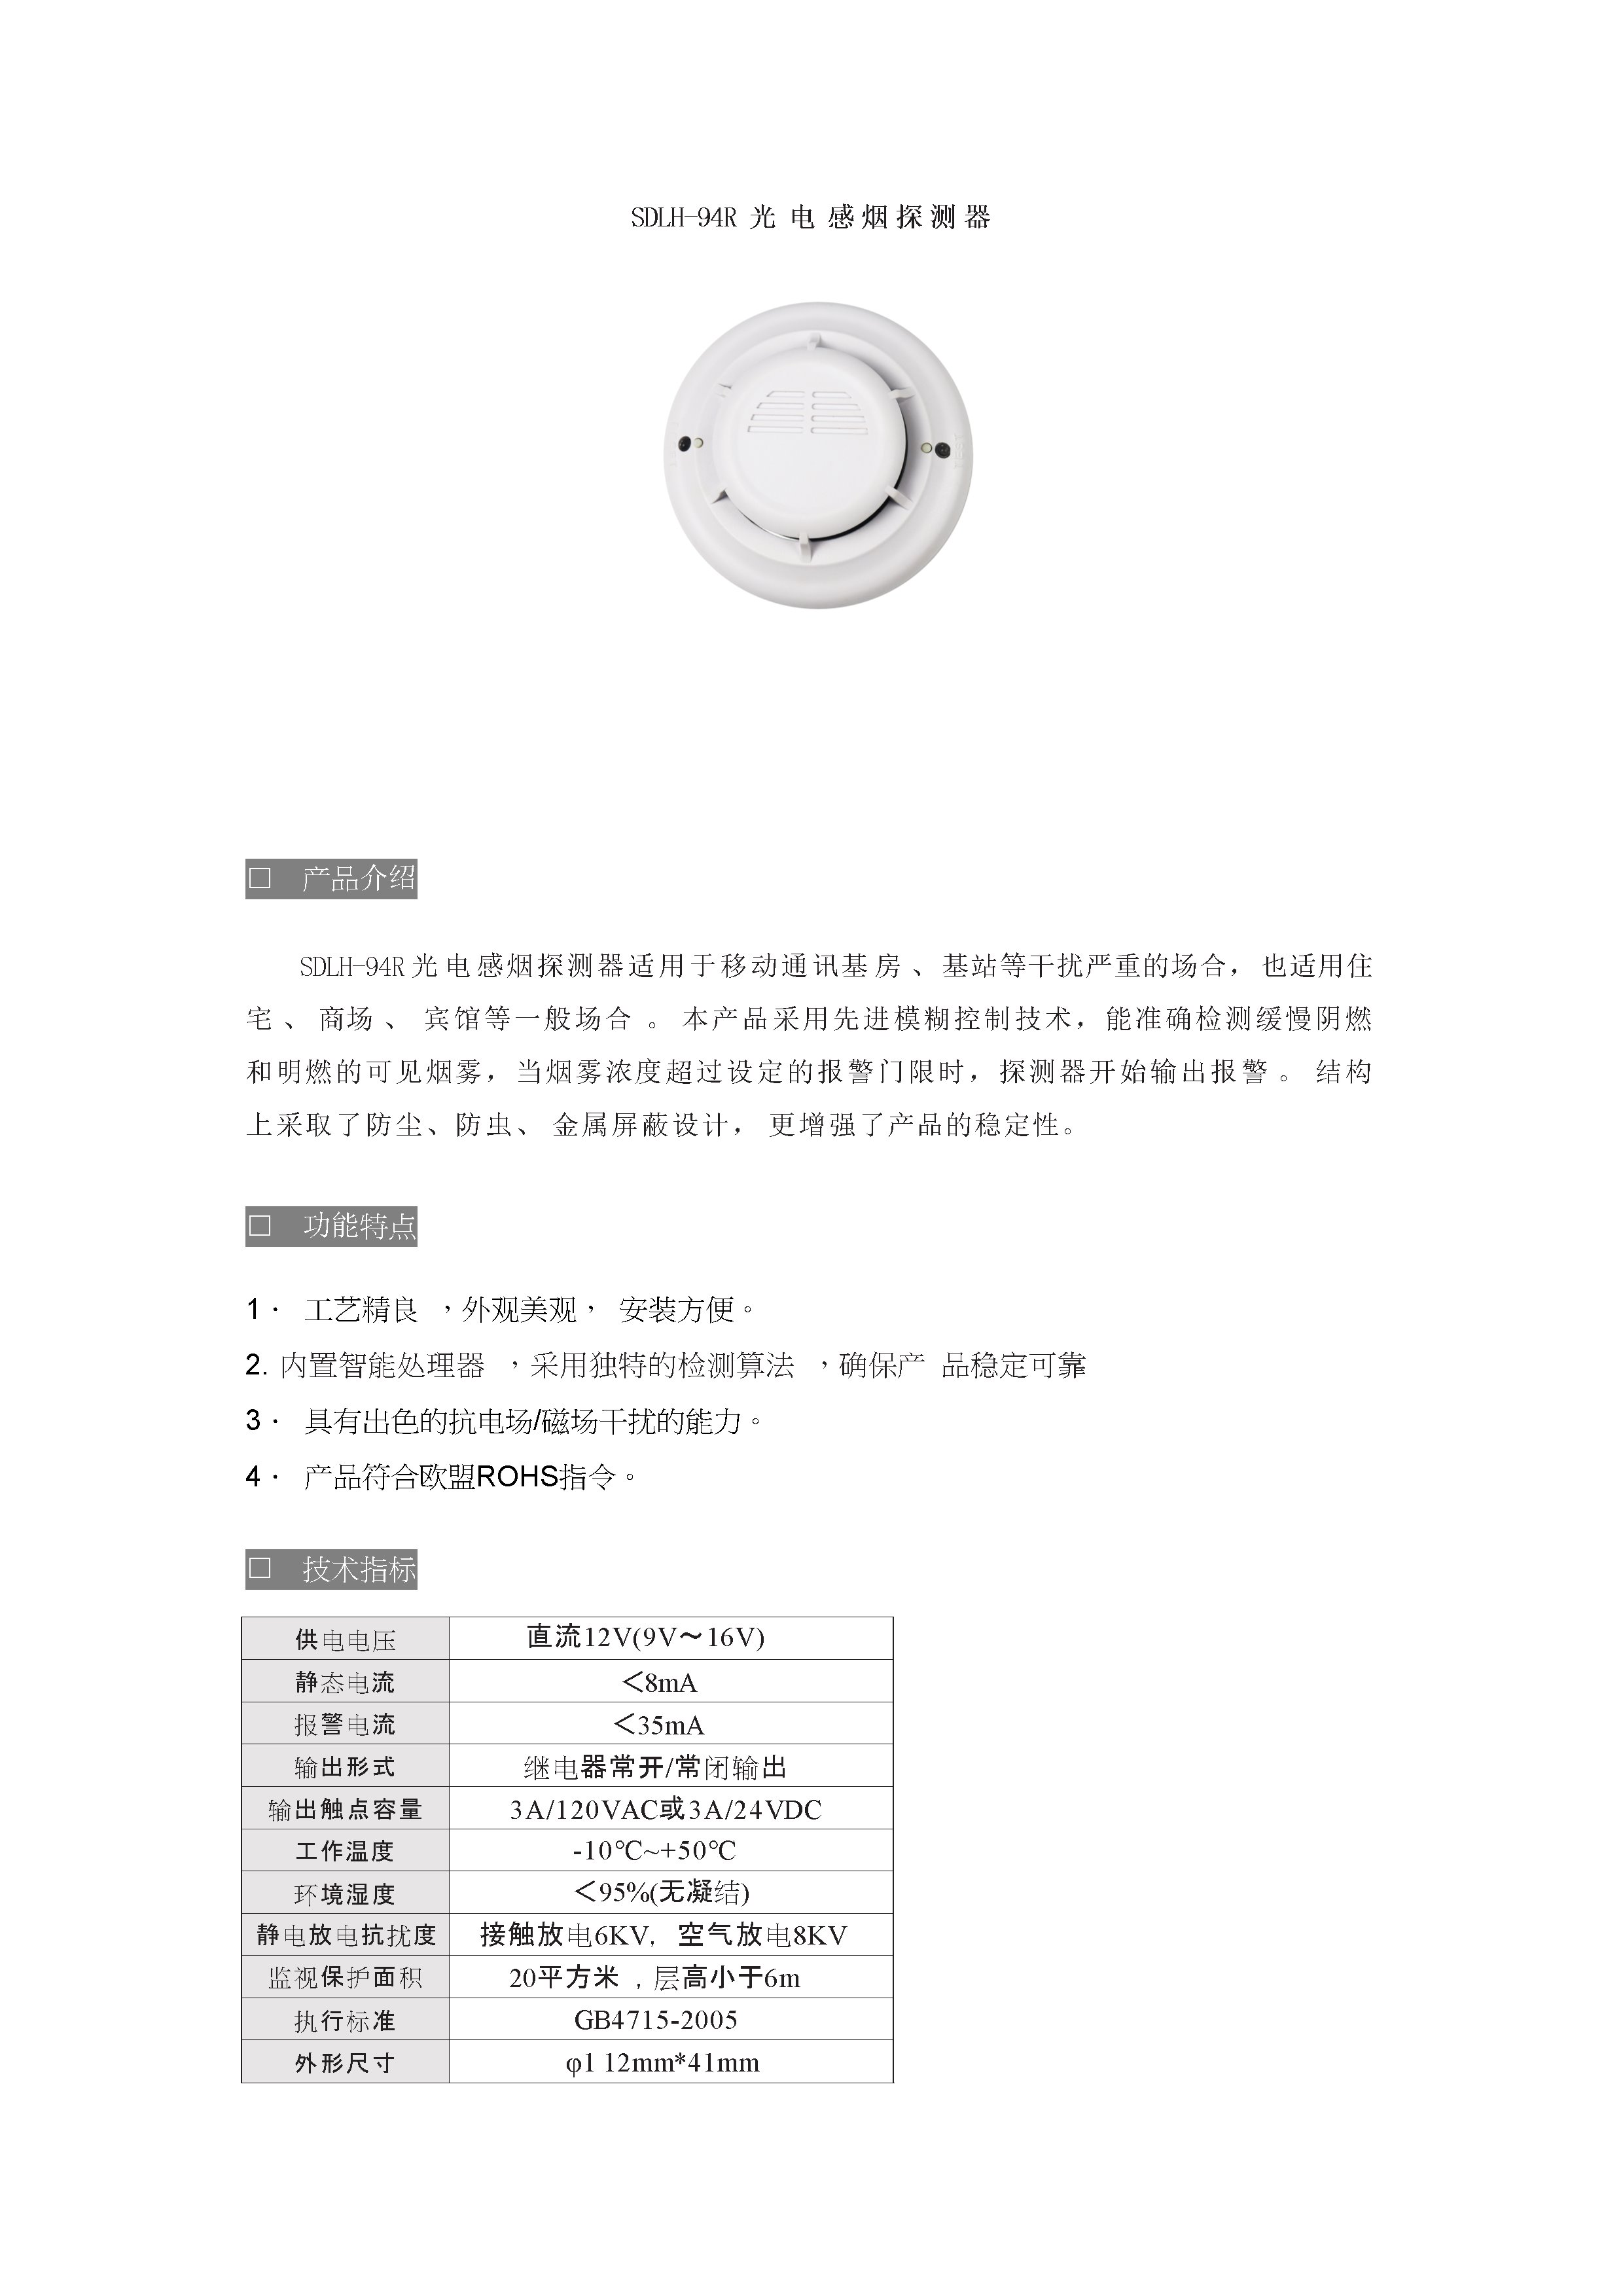 SDLH-94R 光电感烟探测器
□ 产品介绍
SDLH-94R光电感烟探测器适用于移动通讯基房、基站等干扰严重的场合，也适用住
宅、商场、宾馆等一般场合。本产品采用先进模糊控制技术，能准确检测缓慢阴燃
和明燃的可见烟雾，当烟雾浓度超过设定的报警门限时，探测器开始输出报警。结构
上采取了防尘、防虫、金属屏蔽设计，更增强了产品的稳定性。
□ 功能特点
1． 工艺精良，外观美观，安装方便。
2. 内置智能处理器，采用独特的检测算法，确保产品稳定可靠
3． 具有出色的抗电场/磁场干扰的能力。
4． 产品符合欧盟ROHS指令。
□ 技术指标
供电电压 直流12V(9V～16V)
静态电流 ＜8mA
报警电流 ＜35mA
输出形式 继电器常开/常闭输出
输出触点容量 3A/120VAC或3A/24VDC
工作温度 -10℃~+50℃
环境湿度 ＜95%(无凝结)
静电放电抗扰度 接触放电6KV，空气放电8KV
监视保护面积 20平方米，层高小于6m
执行标准 GB4715-2005
外形尺寸 φ1 12mm*41mm